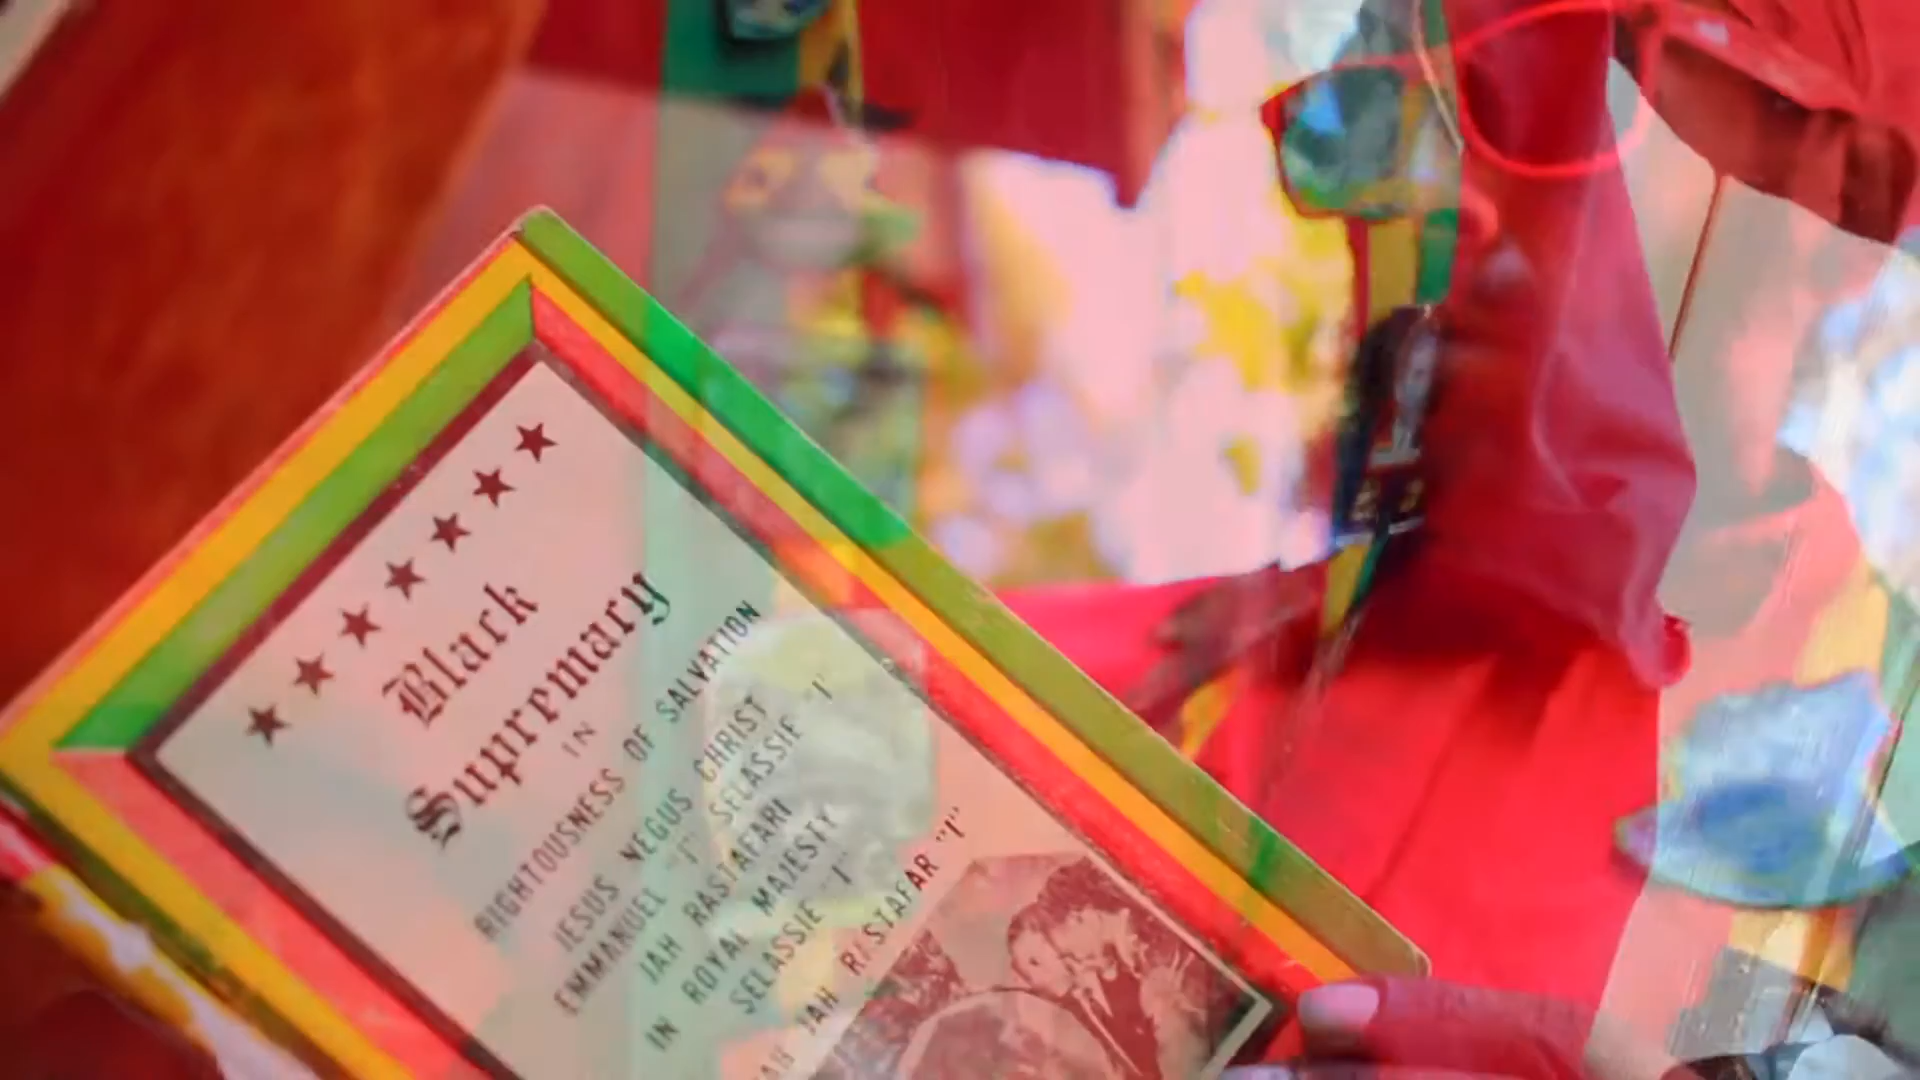 Black
Supremacy
IN
RIGHTOUSNESS OF SALVATION
JESUS NEGUS CHRIST
EMMANUEL "I" SELASSIE "I"
JAH RASTAFARI
IN ROYAL MAJESTY
SELASSIE "I"
JAH JAH RASTAFAR "I"